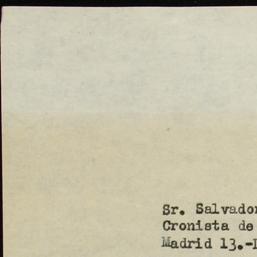 Sr. Salvador
Cronista de
Madrid 13.-